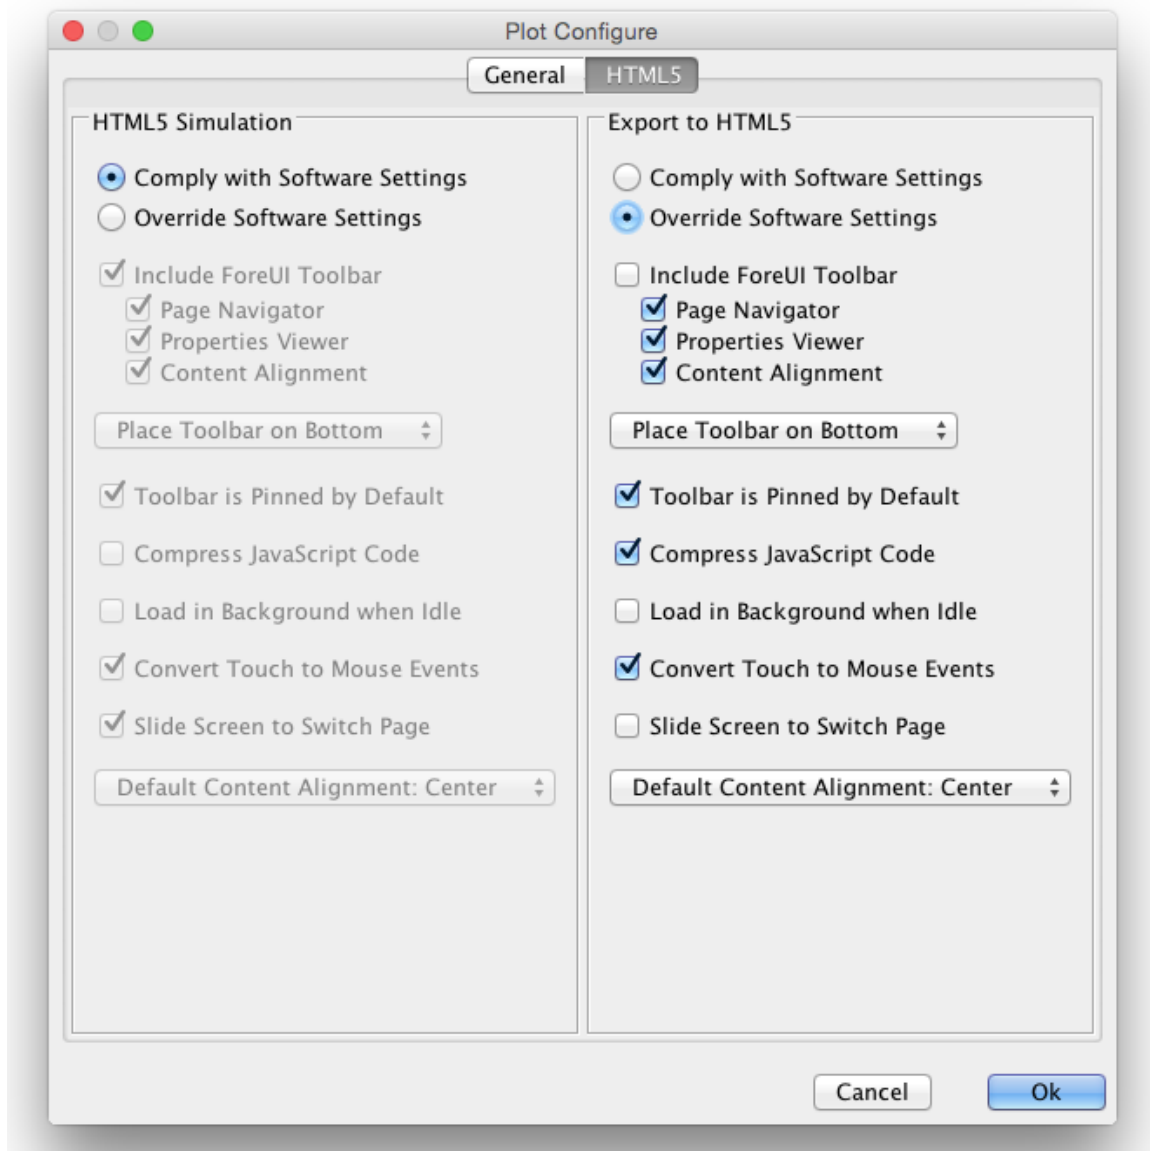 Plot Configure
General
HTML5
HTML5 Simulation
Comply with Software Settings
Override Software Settings
Include ForeUI Toolbar
Page Navigator
Properties Viewer
Content Alignment
Place Toolbar on Bottom
Toolbar is Pinned by Default
Compress JavaScript Code
Load in Background when Idle
Convert Touch to Mouse Events
Slide Screen to Switch Page
Default Content Alignment: Center
Export to HTML5
Comply with Software Settings
Override Software Settings
Include ForeUI Toolbar
Page Navigator
Properties Viewer
Content Alignment
Place Toolbar on Bottom
Toolbar is Pinned by Default
Compress JavaScript Code
Load in Background when Idle
Convert Touch to Mouse Events
Slide Screen to Switch Page
Default Content Alignment: Center
Cancel
Ok